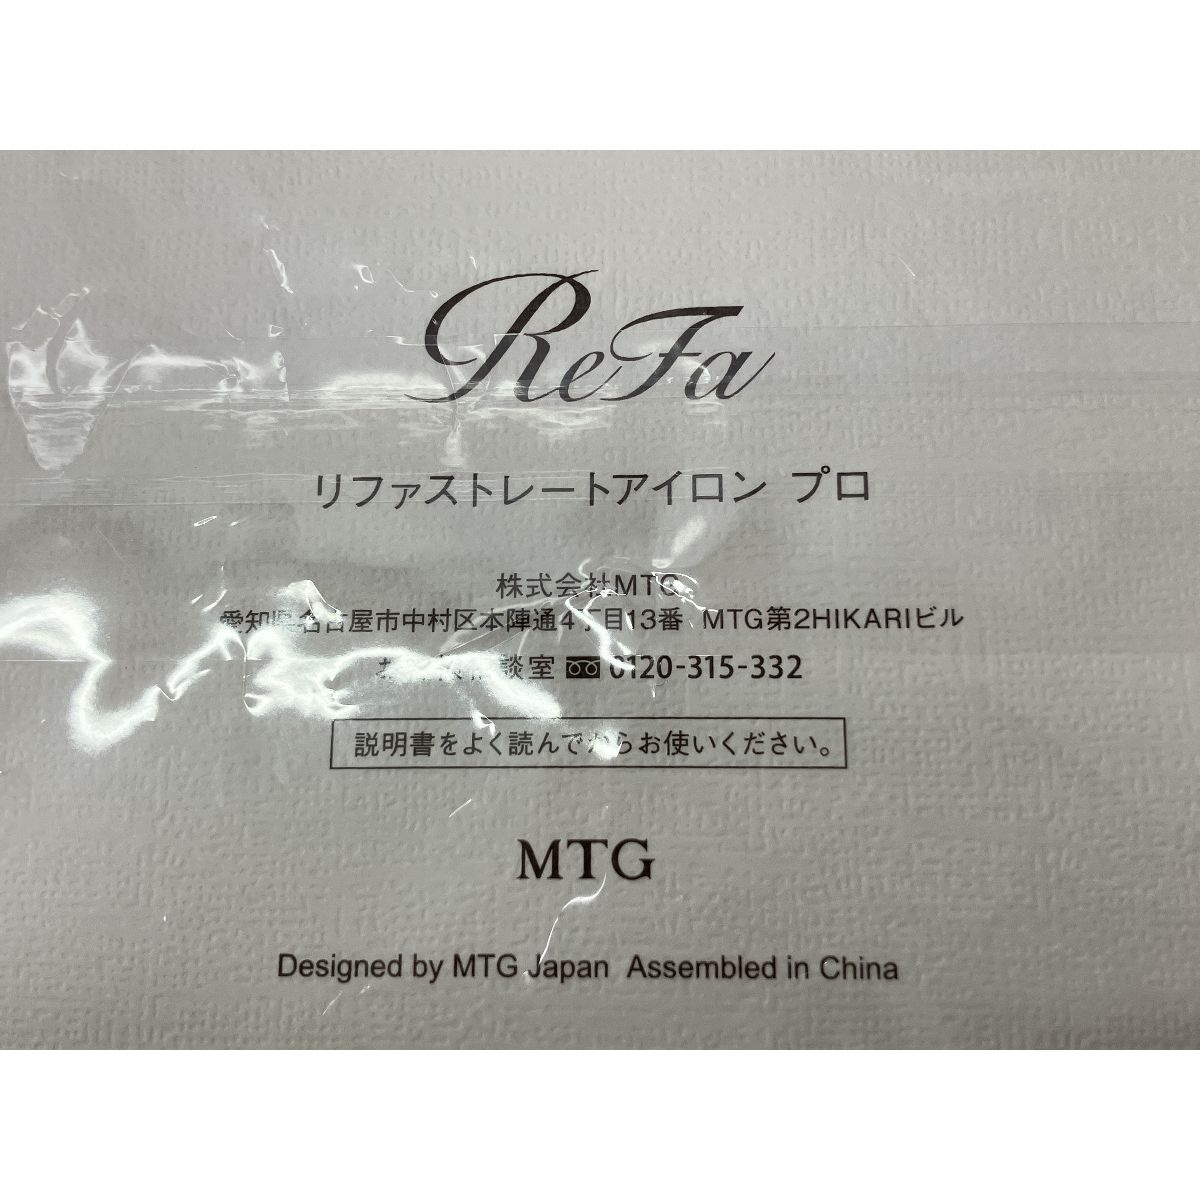 ReFa
リファストレートアイロン プロ
株式会社MTG
愛知県名古屋市中村区本陣通4丁目13番 MTG第2HIKARIビル
談室 0120-315-332
説明書をよく読んでからお使いください。
MTG
Designed by MTG Japan Assembled in China